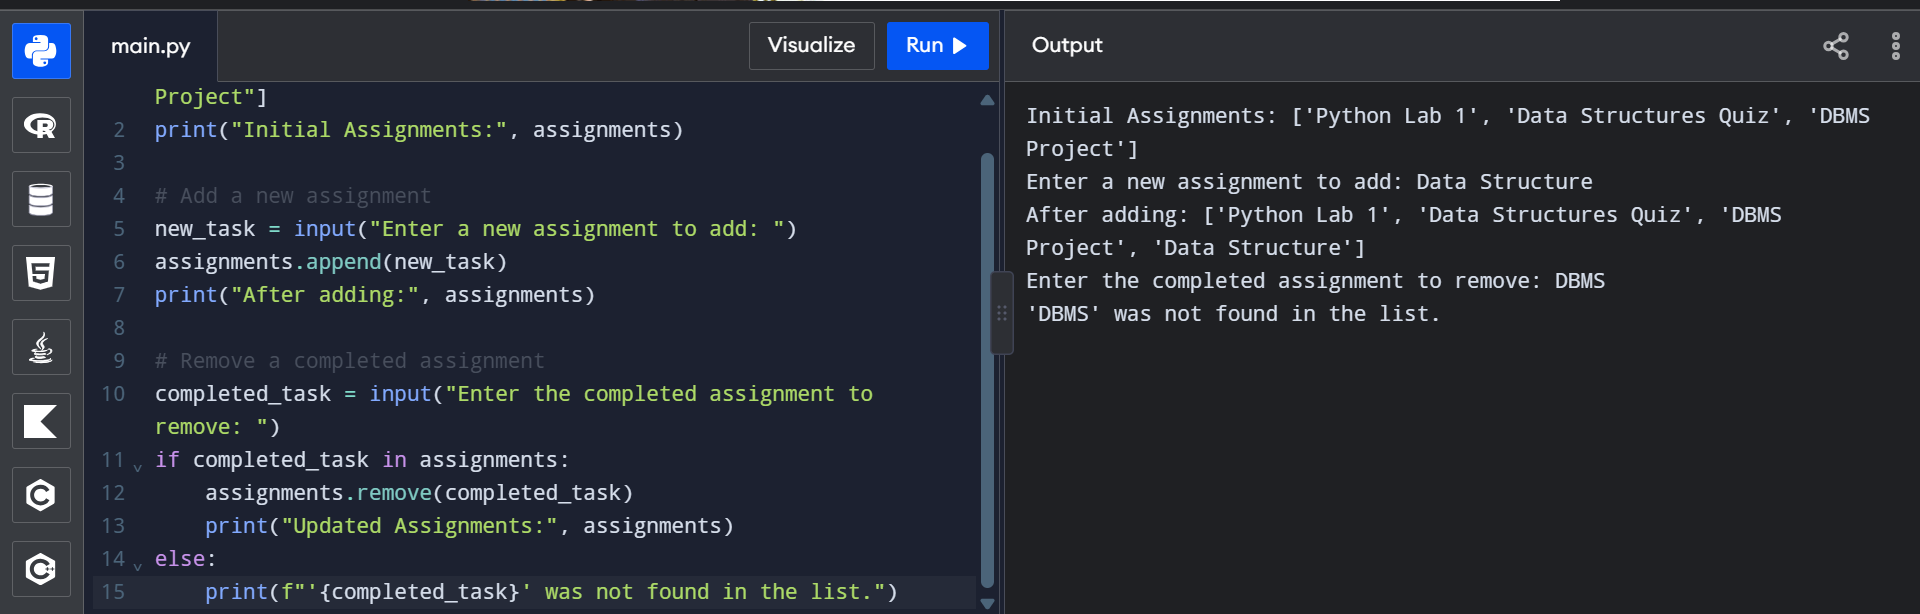 main.py
Visualize
Run
Output
Project"]
2 print("Initial Assignments:", assignments)
3
4 # Add a new assignment
5 new_task = input("Enter a new assignment to add: ")
6 assignments.append(new_task)
7 print("After adding:", assignments)
8
9 # Remove a completed assignment
10 completed_task = input("Enter the completed assignment to
remove: ")
11 if completed_task in assignments:
12     assignments.remove(completed_task)
13     print("Updated Assignments:", assignments)
14 else:
15     print(f"'{completed_task}' was not found in the list.")
Initial Assignments: ['Python Lab 1', 'Data Structures Quiz', 'DBMS
Project']
Enter a new assignment to add: Data Structure
After adding: ['Python Lab 1', 'Data Structures Quiz', 'DBMS
Project', 'Data Structure']
Enter the completed assignment to remove: DBMS
'DBMS' was not found in the list.